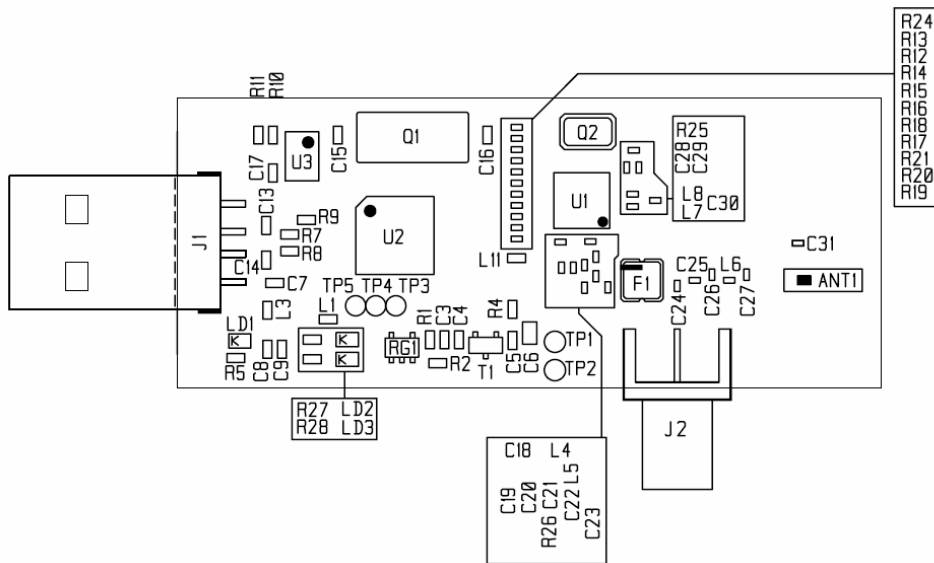 R24
R13
R12
R14
R15
R16
R18
R17
R21
R20
R19
R11
R10
C17
U3
C15
Q1
C16
Q2
R25
C28
C29
L8
L7
C30
U1
J1
C13
R9
R7
R8
U2
C14
C7
L11
C31
ANT1
F1
C24
C25
C26
L6
C27
TP5 TP4 TP3
C3
L1
LD1
R5
C8
C9
K
K
K
RG1
R1
C3
C4
R2
T1
R4
C5
C6
TP1
TP2
J2
R27 LD2
R28 LD3
C18 L4
C19
C20
R26
C21
C22
L5
C23